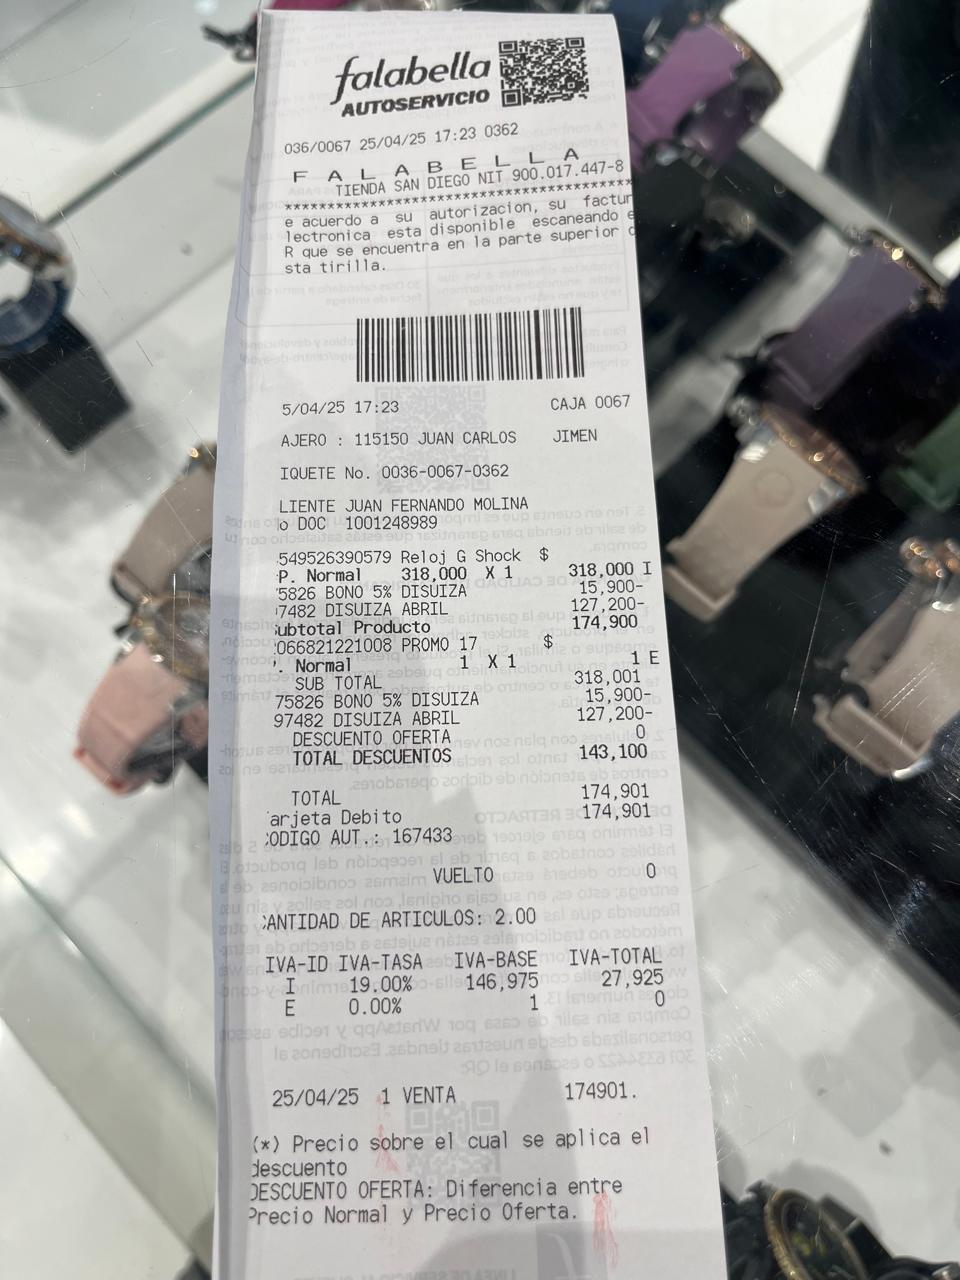 falabella
AUTOSERVICIO
036/0067 25/04/25 17:23 0362
F A L A B E L L A
TIENDA SAN DIEGO NIT 900.017.447-8
****************************************
e acuerdo a su autorizacion, su factur
lectronica esta disponible escaneando e
R que se encuentra en la parte superior d
sta tirilla.
5/04/25 17:23 CAJA 0067
AJERO : 115150 JUAN CARLOS JIMEN
IQUETE No. 0036-0067-0362
LIENTE JUAN FERNANDO MOLINA
o DOC 1001248989
549526390579 Reloj G Shock $
P. Normal 318,000 X 1 318,000 I
75826 BONO 5% DISUIZA 15,900-
97482 DISUIZA ABRIL 127,200-
Subtotal Producto 174,900
066821221008 PROMO 17 $
. Normal 1 X 1 1 E
SUB TOTAL 318,001
75826 BONO 5% DISUIZA 15,900-
97482 DISUIZA ABRIL 127,200-
DESCUENTO OFERTA 0
TOTAL DESCUENTOS 143,100
TOTAL 174,901
arjeta Debito 174,901
CODIGO AUT.: 167433
VUELTO 0
CANTIDAD DE ARTICULOS: 2.00
IVA-ID IVA-TASA IVA-BASE IVA-TOTAL
I 19.00% 146,975 27,925
E 0.00% 1 0
25/04/25 1 VENTA 174901.
(*) Precio sobre el cual se aplica el
descuento
DESCUENTO OFERTA: Diferencia entre
Precio Normal y Precio Oferta.